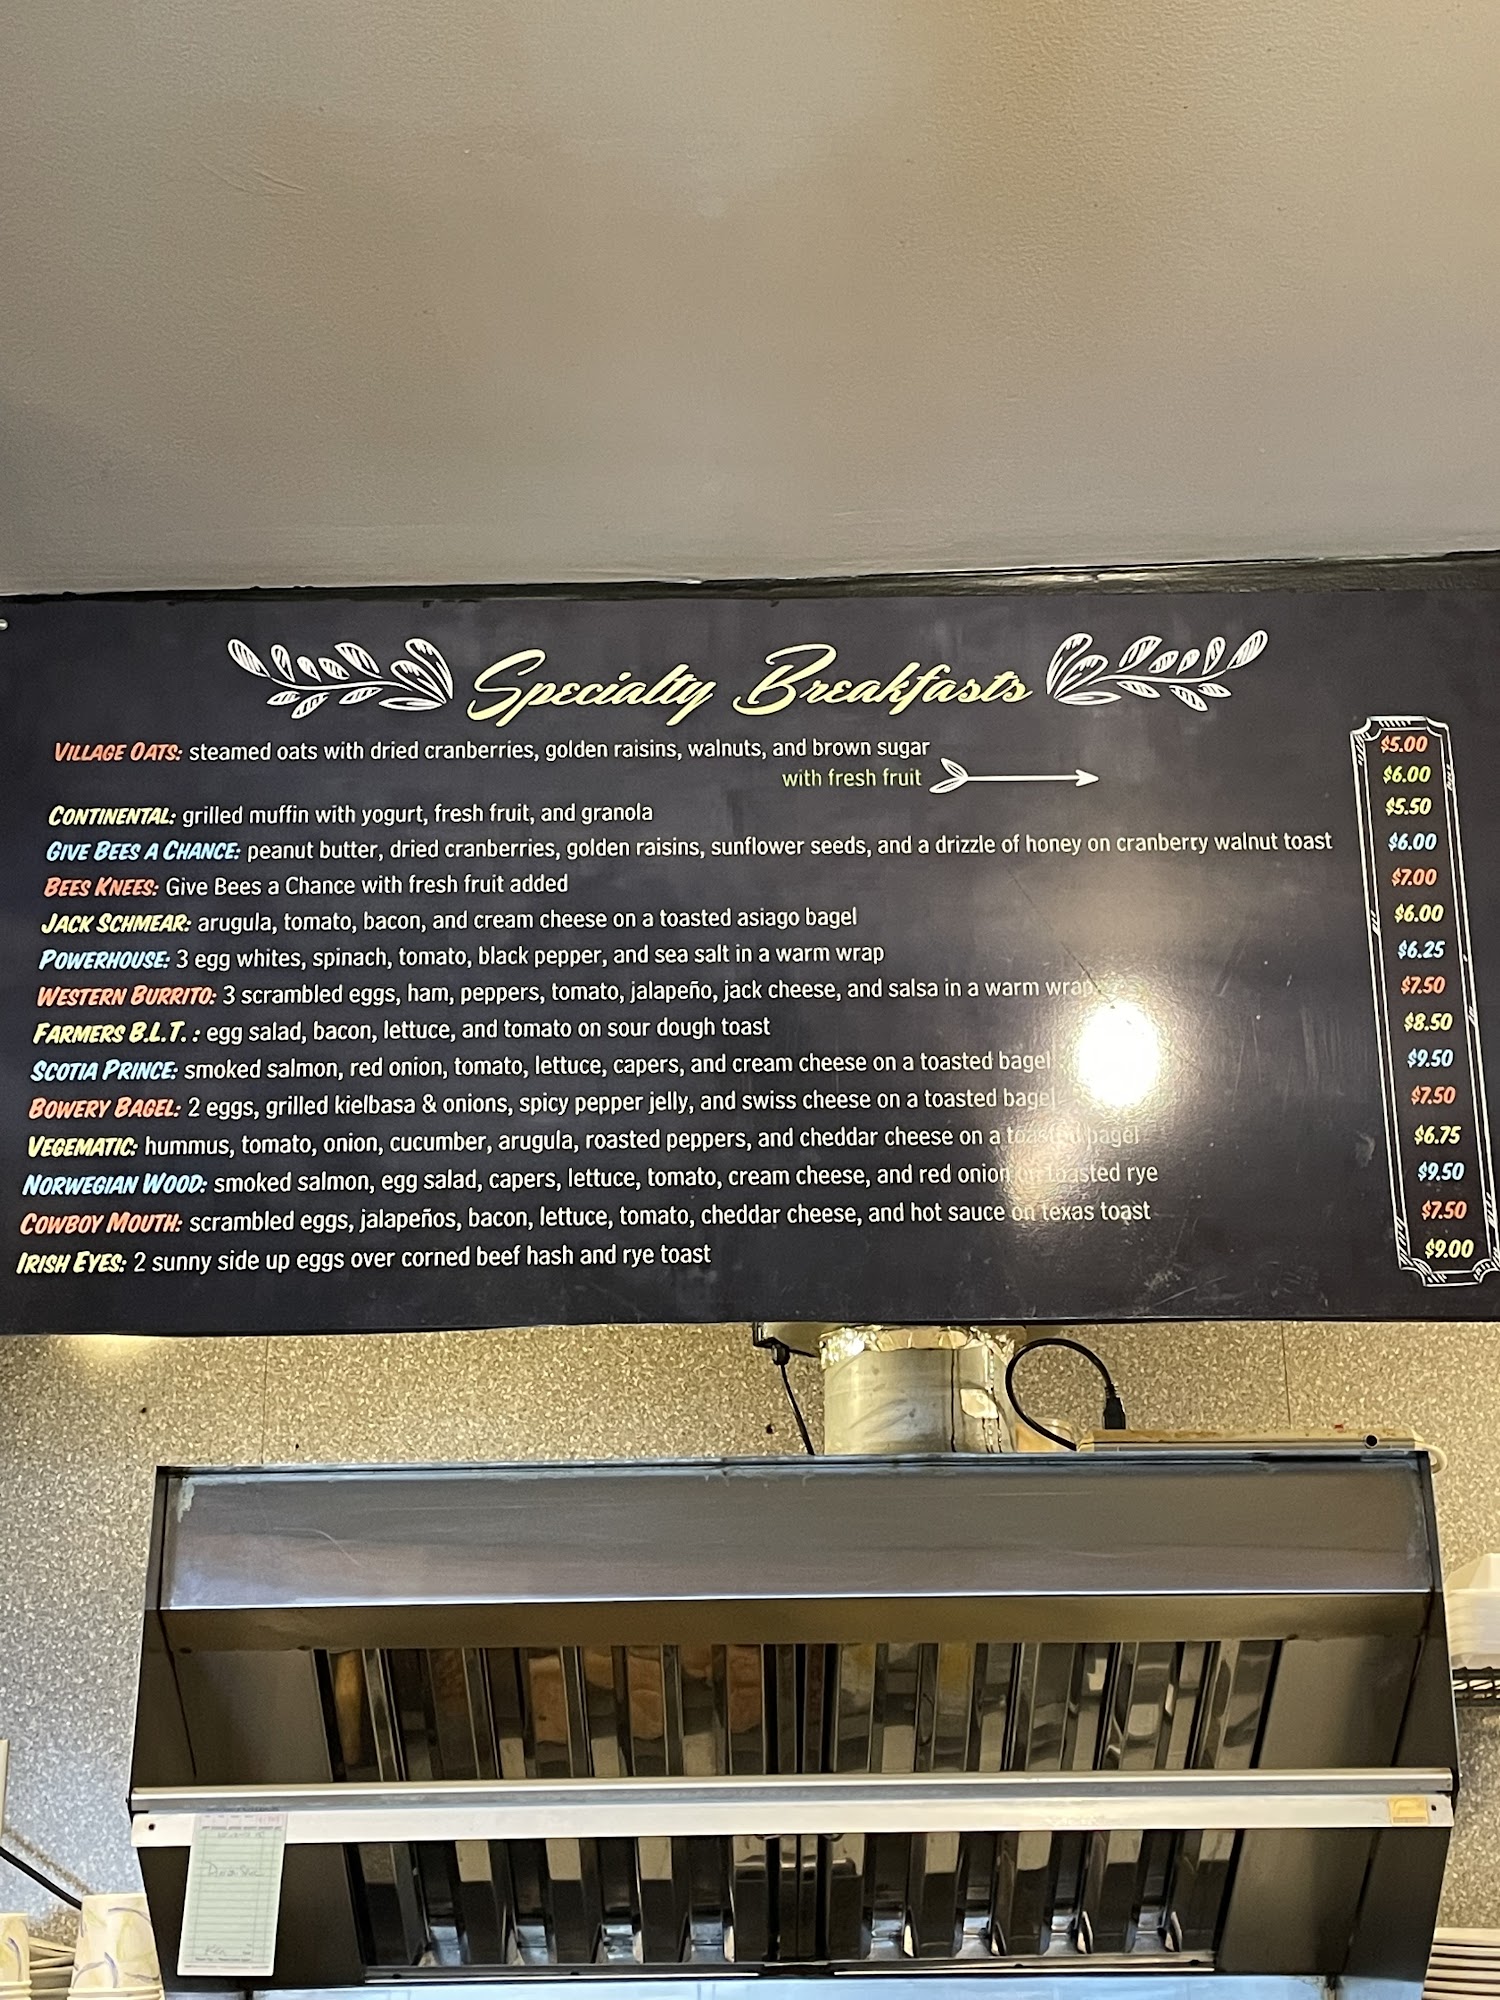 Specialty Breakfasts
VILLAGE OATS: steamed oats with dried cranberries, golden raisins, walnuts, and brown sugar $5.00
with fresh fruit $6.00
CONTINENTAL: grilled muffin with yogurt, fresh fruit, and granola $5.50
GIVE BEES A CHANCE: peanut butter, dried cranberries, golden raisins, sunflower seeds, and a drizzle of honey on cranberry walnut toast $6.00
BEES KNEES: Give Bees a Chance with fresh fruit added $7.00
JACK SCHMEAR: arugula, tomato, bacon, and cream cheese on a toasted asiago bagel $6.00
POWERHOUSE: 3 egg whites, spinach, tomato, black pepper, and sea salt in a warm wrap $6.25
WESTERN BURRITO: 3 scrambled eggs, ham, peppers, tomato, jalapeño, jack cheese, and salsa in a warm wrap $7.50
FARMERS B.L.T. : egg salad, bacon, lettuce, and tomato on sour dough toast $8.50
SCOTIA PRINCE: smoked salmon, red onion, tomato, lettuce, capers, and cream cheese on a toasted bagel $9.50
BOWERY BAGEL: 2 eggs, grilled kielbasa & onions, spicy pepper jelly, and swiss cheese on a toasted bagel $7.50
VEGEMATIC: hummus, tomato, onion, cucumber, arugula, roasted peppers, and cheddar cheese on a toasted bagel $6.75
NORWEGIAN WOOD: smoked salmon, egg salad, capers, lettuce, tomato, cream cheese, and red onion on toasted rye $9.50
COWBOY MOUTH: scrambled eggs, jalapeños, bacon, lettuce, tomato, cheddar cheese, and hot sauce on texas toast $7.50
IRISH EYES: 2 sunny side up eggs over corned beef hash and rye toast $9.00